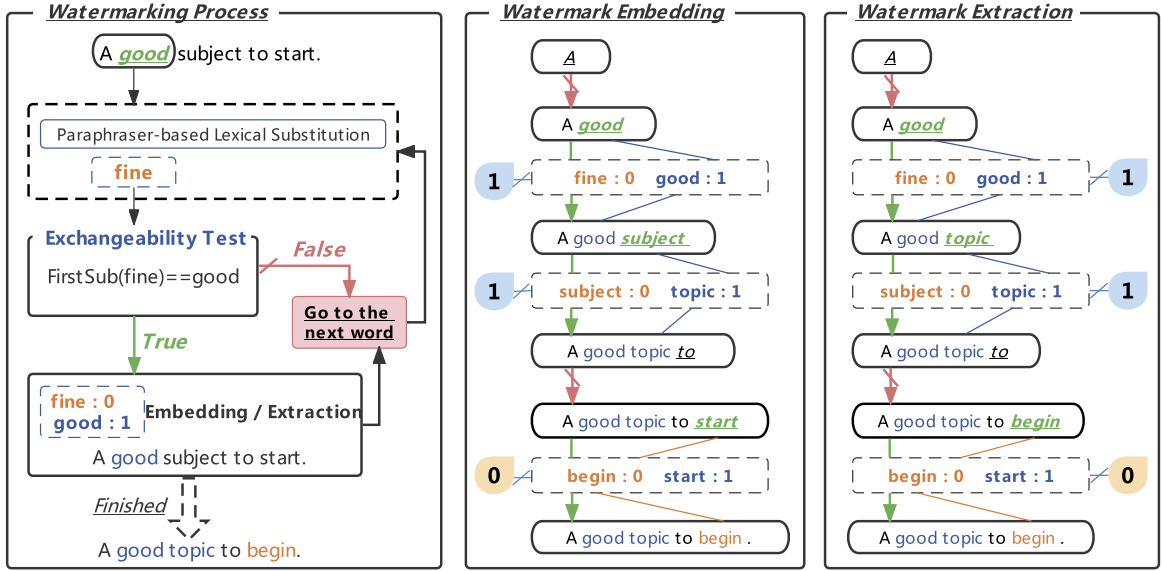 Watermarking Process
A good subject to start.
Paraphraser-based Lexical Substitution
fine
Exchangeability Test
FirstSub(fine)==good
False
Go to the
next word
True
fine : 0
good : 1
Embedding / Extraction
A good subject to start.
Finished
A good topic to begin.
Watermark Embedding
A
A good
1
fine : 0 good : 1
A good subject
1
subject : 0 topic : 1
A good topic to
A good topic to start
0
begin : 0 start : 1
A good topic to begin .
Watermark Extraction
A
A good
fine : 0 good : 1
1
A good topic
subject : 0 topic : 1
1
A good topic to
A good topic to begin
begin : 0 start : 1
0
A good topic to begin .